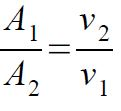 A₁/A₂ = v₂/v₁